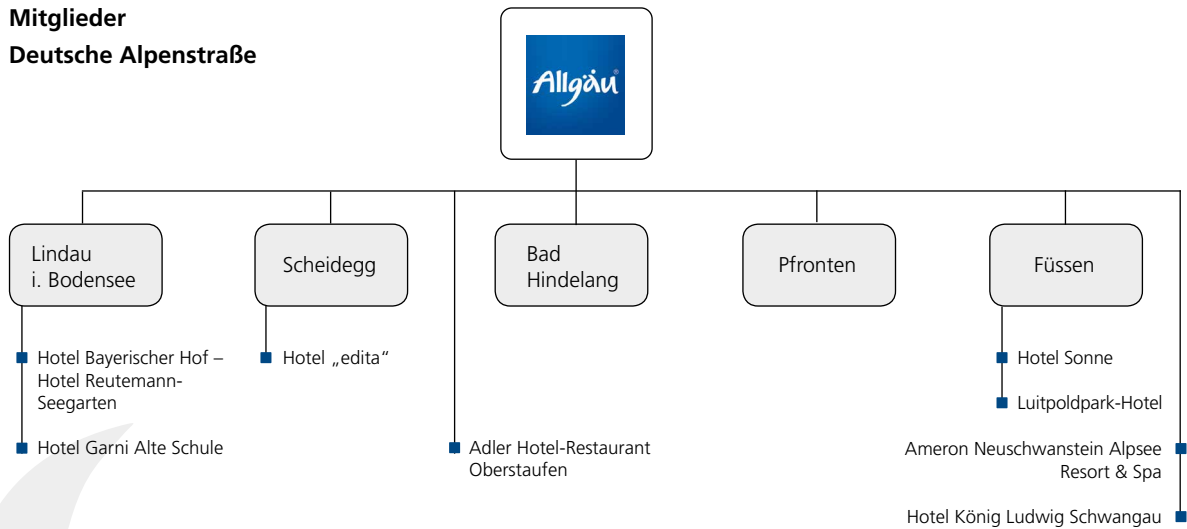 Mitglieder
Deutsche Alpenstraße
Allgäu
Lindau
i. Bodensee
Scheidegg
Bad
Hindelang
Pfronten
Füssen
Hotel Bayerischer Hof –
Hotel Reutemann-
Seegarten
Hotel Garni Alte Schule
Hotel „edita“
Adler Hotel-Restaurant
Oberstaufen
Hotel Sonne
Luitpoldpark-Hotel
Ameron Neuschwanstein Alpsee
Resort & Spa
Hotel König Ludwig Schwangau